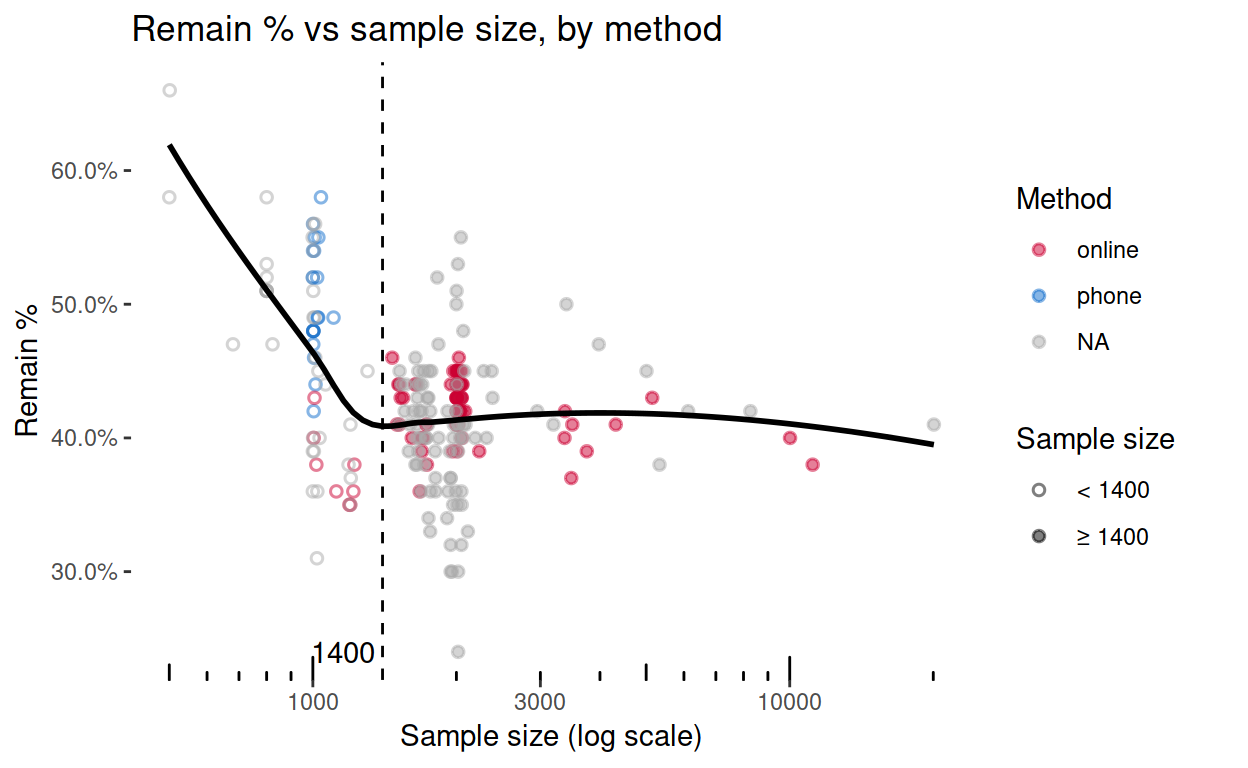 Remain % vs sample size, by method
Remain %
60.0%
50.0%
40.0%
30.0%
1400
1000
3000
10000
Sample size (log scale)
Method
online
phone
NA
Sample size
< 1400
≥ 1400